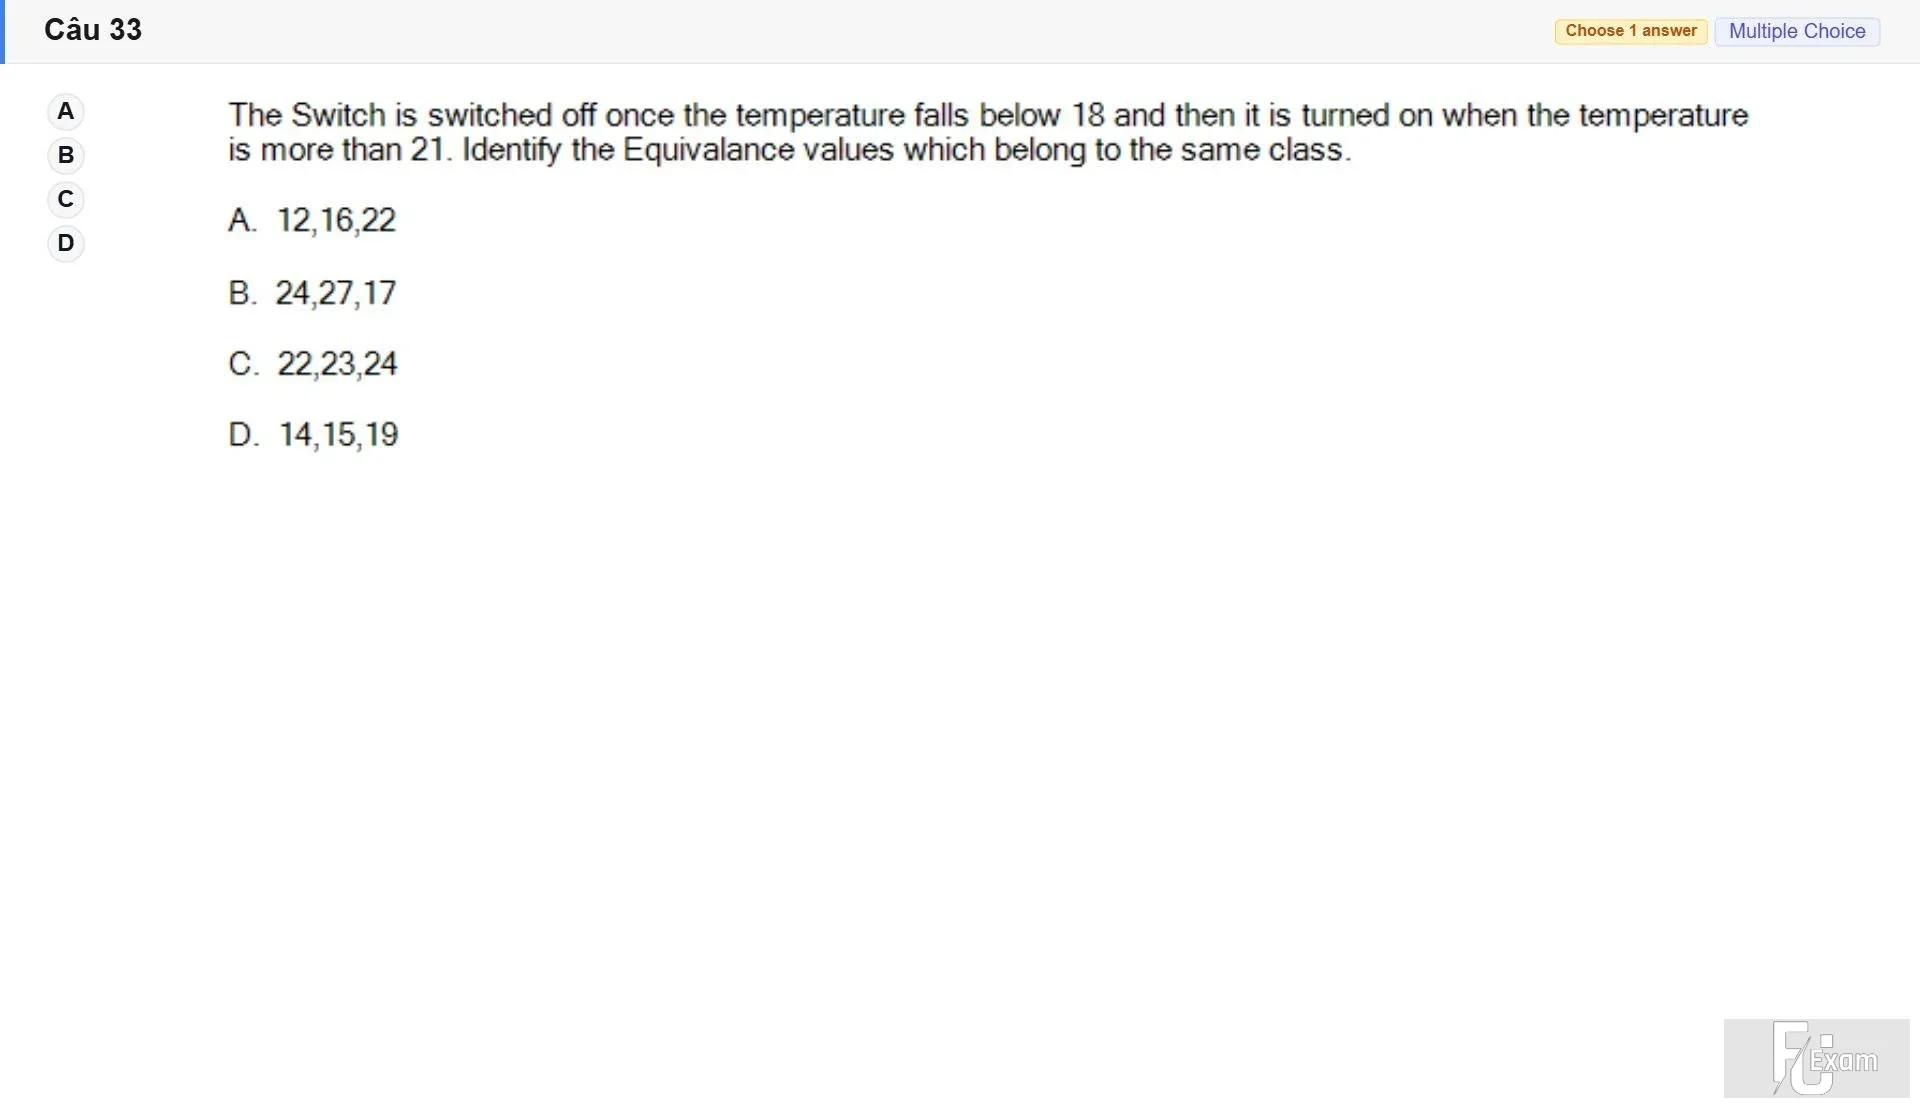 Câu 33
Choose 1 answer
Multiple Choice
A
B
C
D
The Switch is switched off once the temperature falls below 18 and then it is turned on when the temperature
is more than 21. Identify the Equivalance values which belong to the same class.
A. 12,16,22
B. 24,27,17
C. 22,23,24
D. 14,15,19
FU Exam